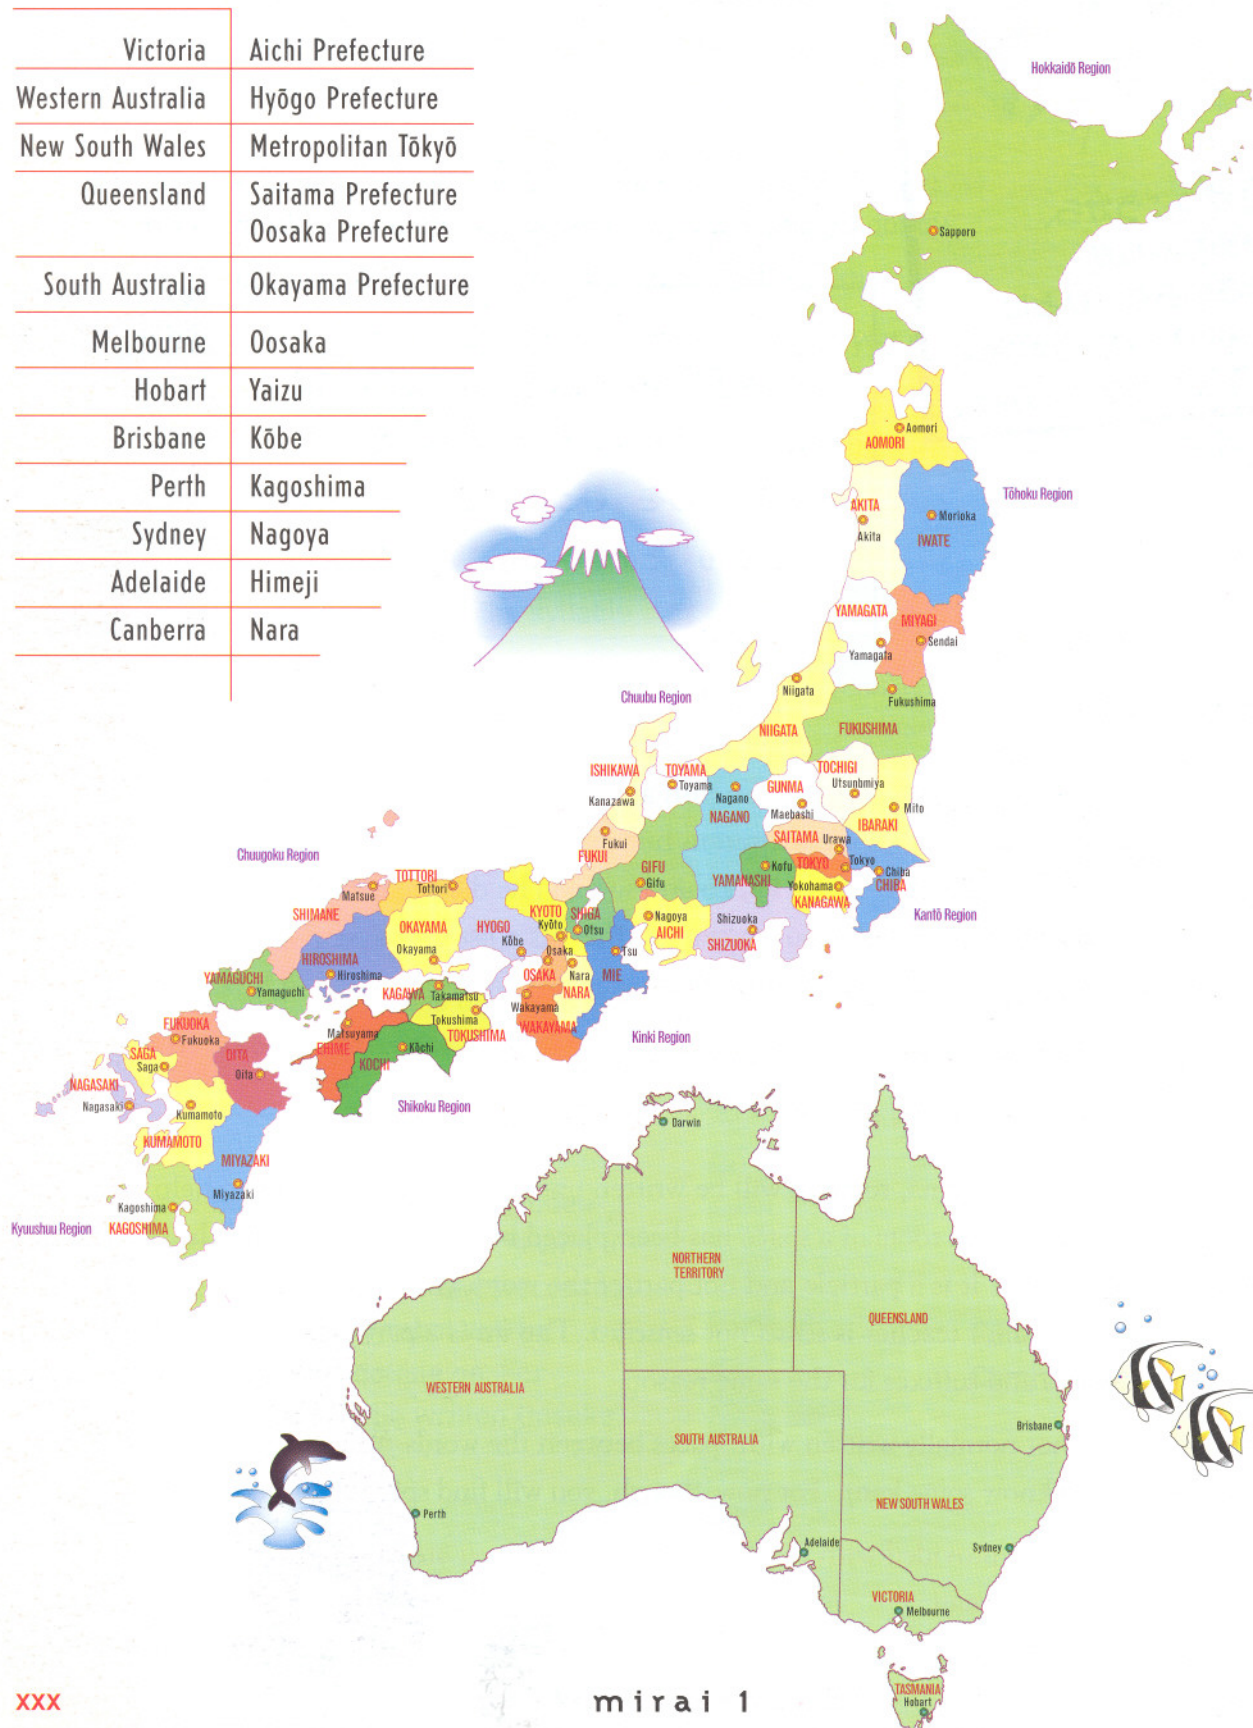 Victoria Aichi Prefecture
Western Australia Hyōgo Prefecture
New South Wales Metropolitan Tōkyō
Queensland Saitama Prefecture
Oosaka Prefecture
South Australia Okayama Prefecture
Melbourne Oosaka
Hobart Yaizu
Brisbane Kōbe
Perth Kagoshima
Sydney Nagoya
Adelaide Himeji
Canberra Nara
Hokkaidō Region
Sapporo
Aomori
AOMORI
Tōhoku Region
AKITA
Akita
Morioka
IWATE
YAMAGATA
Yamagata
MIYAGI
Sendai
Fukushima
FUKUSHIMA
Chuubu Region
Niigata
NIIGATA
ISHIKAWA
Kanazawa
TOYAMA
Toyama
Nagano
NAGANO
GUNMA
Maebashi
TOCHIGI
Utsunbmiya
Mito
IBARAKI
Fukui
FUKUI
GIFU
Gifu
SAITAMA
Urawa
TOKYO
Tokyo
Chiba
CHIBA
YAMANASHI
Kofu
Yokohama
KANAGAWA
Kantō Region
Chuugoku Region
Matsue
SHIMANE
TOTTORI
Tottori
OKAYAMA
Okayama
HYOGO
Kōbe
KYOTO
Kyōto
SHIGA
Otsu
Nagoya
AICHI
Shizuoka
SHIZUOKA
HIROSHIMA
Hiroshima
YAMAGUCHI
Yamaguchi
Osaka
OSAKA
Nara
NARA
Tsu
MIE
Wakayama
WAKAYAMA
Kinki Region
KAGAWA
Takamatsu
Tokushima
TOKUSHIMA
Matsuyama
EHIME
KOCHI
Kōchi
Shikoku Region
FUKUOKA
Fukuoka
SAGA
Saga
OITA
Oita
NAGASAKI
Nagasaki
Kumamoto
KUMAMOTO
MIYAZAKI
Miyazaki
Kagoshima
KAGOSHIMA
Kyuushuu Region
Darwin
NORTHERN
TERRITORY
QUEENSLAND
WESTERN AUSTRALIA
SOUTH AUSTRALIA
Brisbane
NEW SOUTH WALES
Perth
Adelaide
Sydney
VICTORIA
Melbourne
TASMANIA
Hobart
xxx
mirai 1